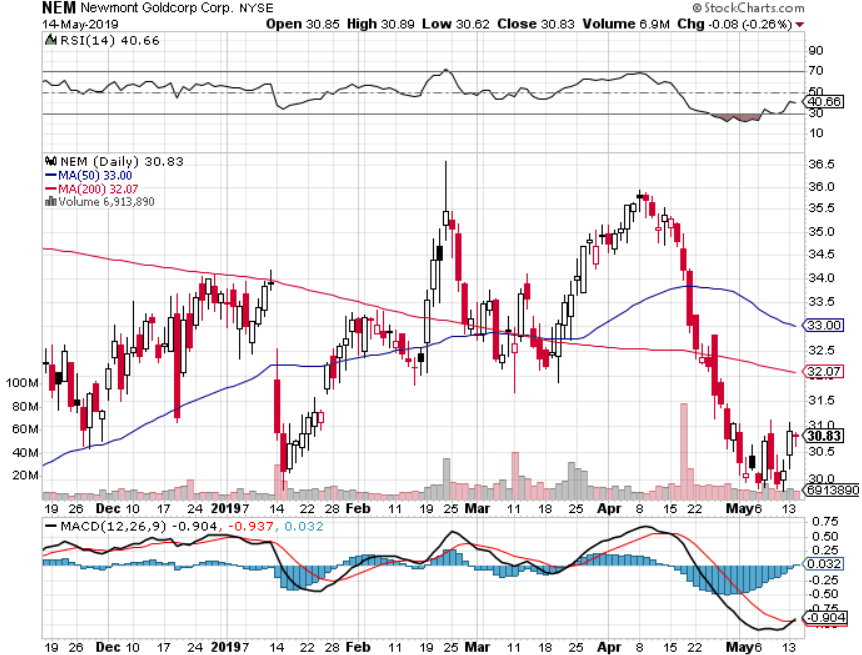 NEM Newmont Goldcorp Corp. NYSE © StockCharts.com
14-May-2019 Open 30.85 High 30.89 Low 30.62 Close 30.83 Volume 6.9M Chg -0.08 (-0.26%)
RSI(14) 40.66
90
70
50
40.66
30
10
NEM (Daily) 30.83
MA(50) 33.00
MA(200) 32.07
Volume 6,913,890
36.5
36.0
35.5
35.0
34.5
34.0
33.5
33.00
32.5
32.07
31.5
31.0
30.83
30.5
30.0
6913890
100M
80M
60M
40M
20M
19 26 Dec 10 17 24 2019 7 14 22 28 Feb 11 19 25 Mar 11 18 25 Apr 8 15 22 May 6 13
MACD(12,26,9) -0.904, -0.937, 0.032
0.75
0.50
0.25
0.032
-0.25
-0.50
-0.75
-0.904
19 26 Dec 10 17 24 2019 7 14 22 28 Feb 11 19 25 Mar 11 18 25 Apr 8 15 22 May 6 13